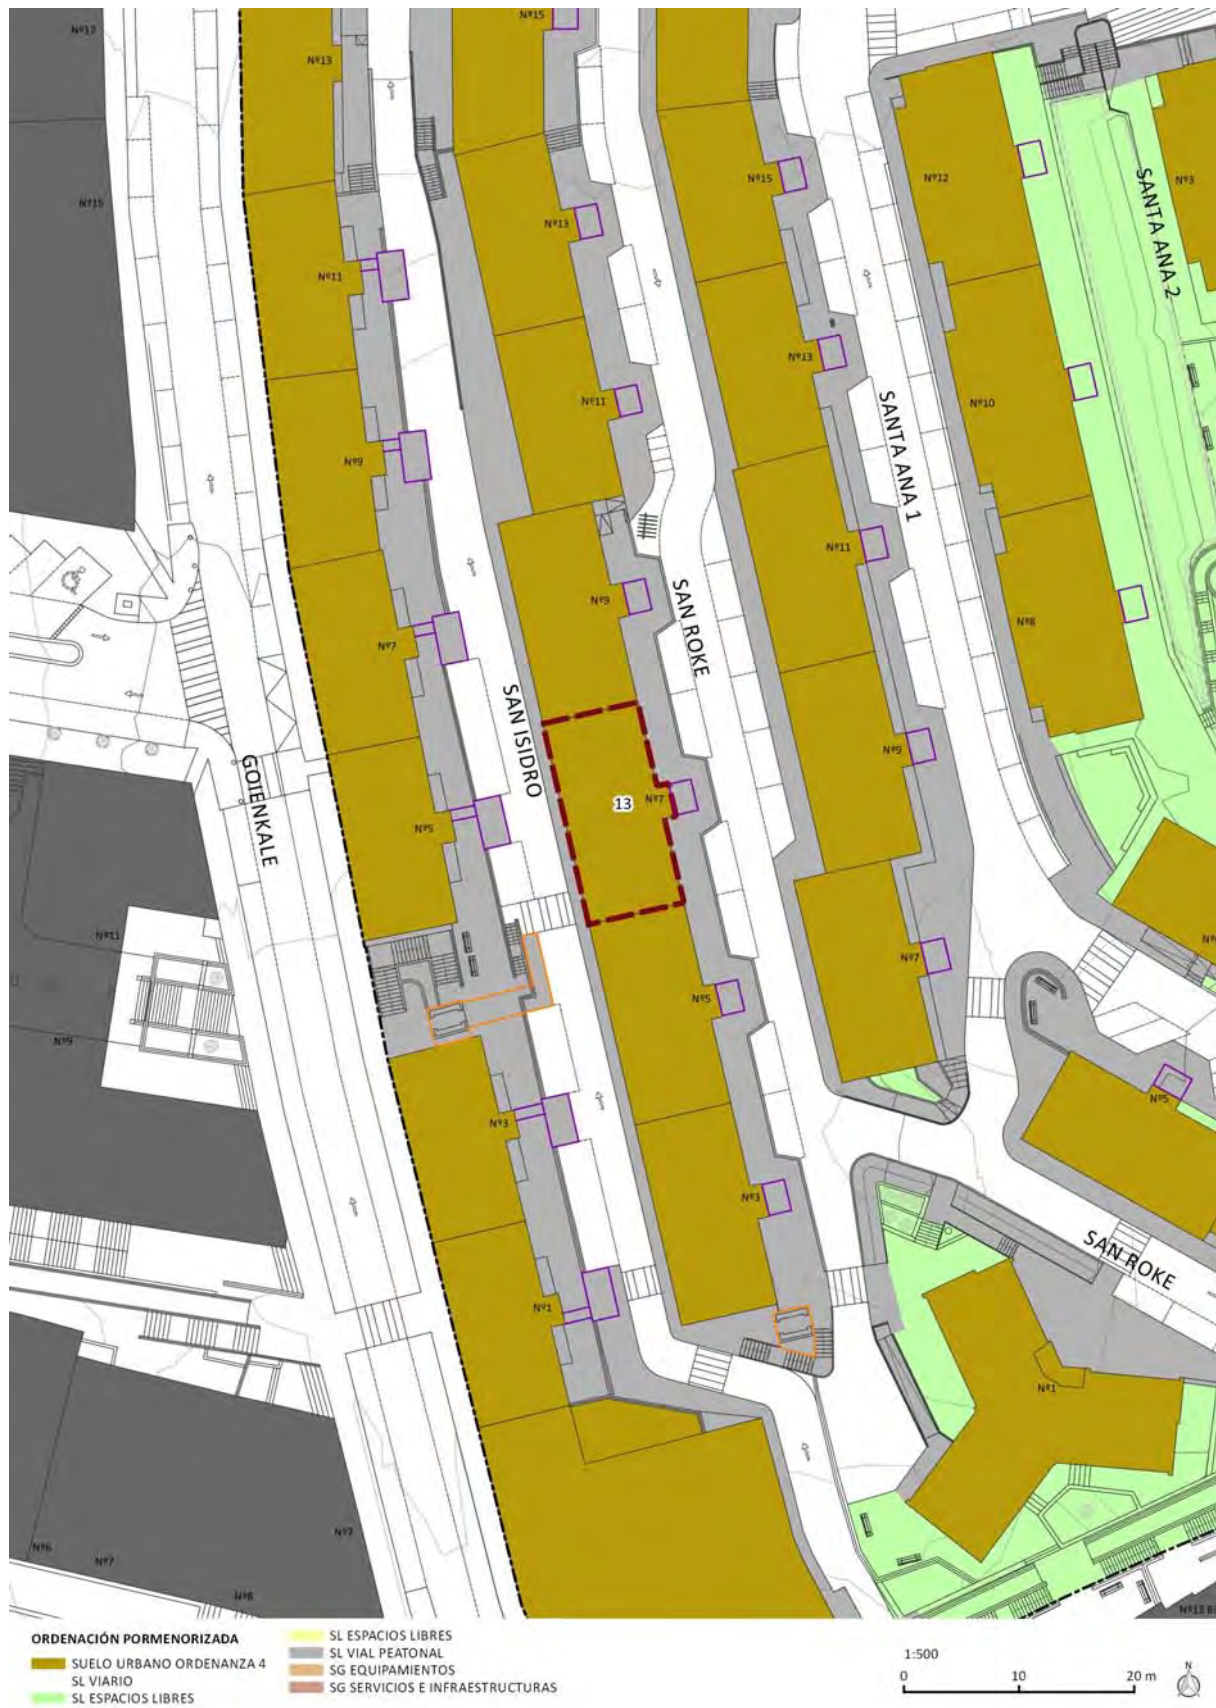 Nº17
Nº13
Nº15
Nº15
Nº15
Nº12
Nº3
SANTA ANA 2
Nº13
Nº11
Nº13
Nº11
Nº10
SANTA ANA 1
Nº9
Nº11
Nº9
SAN ROKE
Nº8
Nº7
SAN ISIDRO
Nº9
GOIENKALE
Nº5
13
Nº7
Nº11
Nº9
Nº5
Nº7
Nº3
Nº5
Nº3
SAN ROKE
Nº1
Nº1
Nº7
Nº6
Nº7
Nº8
ORDENACIÓN PORMENORIZADA
SUELO URBANO ORDENANZA 4
SL VIARIO
SL ESPACIOS LIBRES
SL ESPACIOS LIBRES
SL VIAL PEATONAL
SG EQUIPAMIENTOS
SG SERVICIOS E INFRAESTRUCTURAS
1:500
0 10 20 m
N